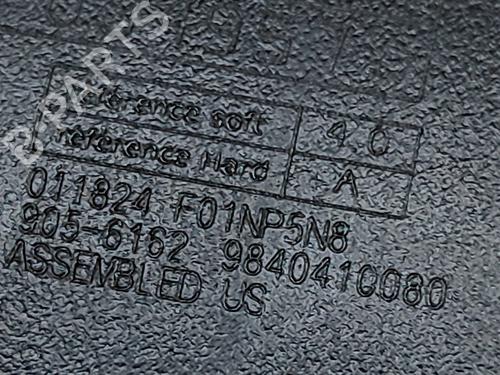 B-PARTS
reference soft 4.0
reference Hard A
011824 F01NP5N8
905-6162 9840410080
ASSEMBLED US